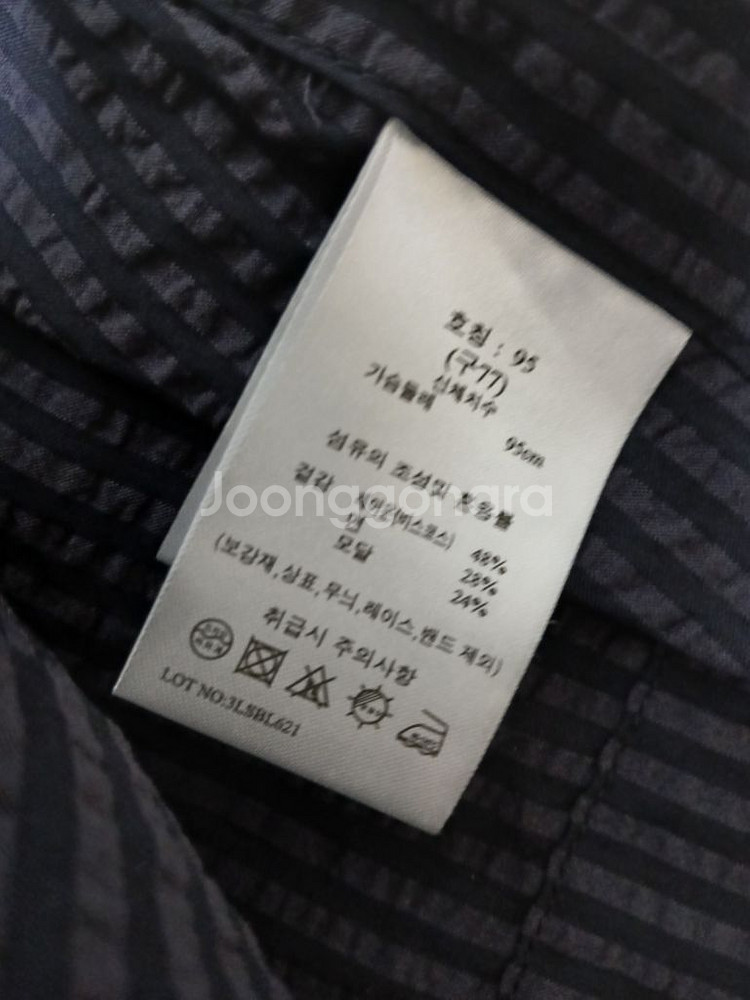 호칭 : 95
(구77)
신체치수
가슴둘레 95cm
섬유의 조성및 혼용률
겉감 레이온(비스코스) 48%
면 28%
모달 24%
(보강재,상표,무늬,레이스,밴드 제외)
취급시 주의사항
LOT NO:3LSBL621
Joonggonara